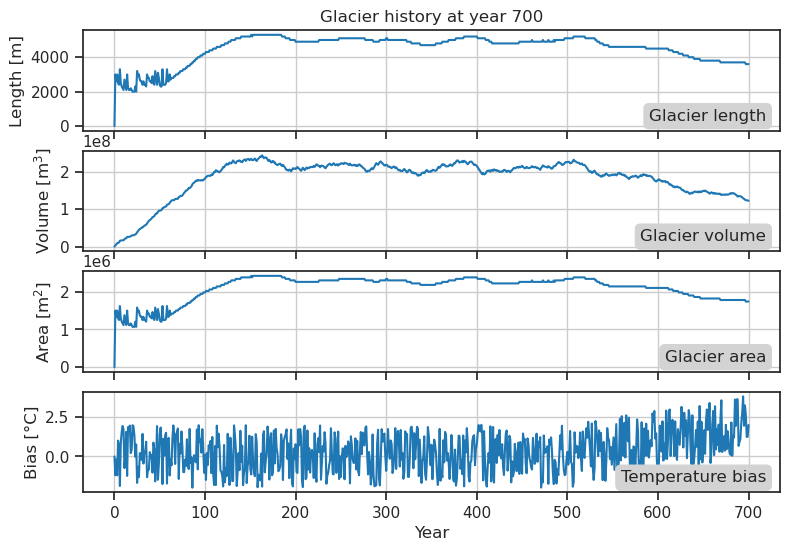 Glacier history at year 700
Length [m]
4000
2000
0
Glacier length
1e8
Volume [m³]
2
1
0
Glacier volume
1e6
Area [m²]
2
1
0
Glacier area
Bias [°C]
2.5
0.0
Temperature bias
0 100 200 300 400 500 600 700
Year